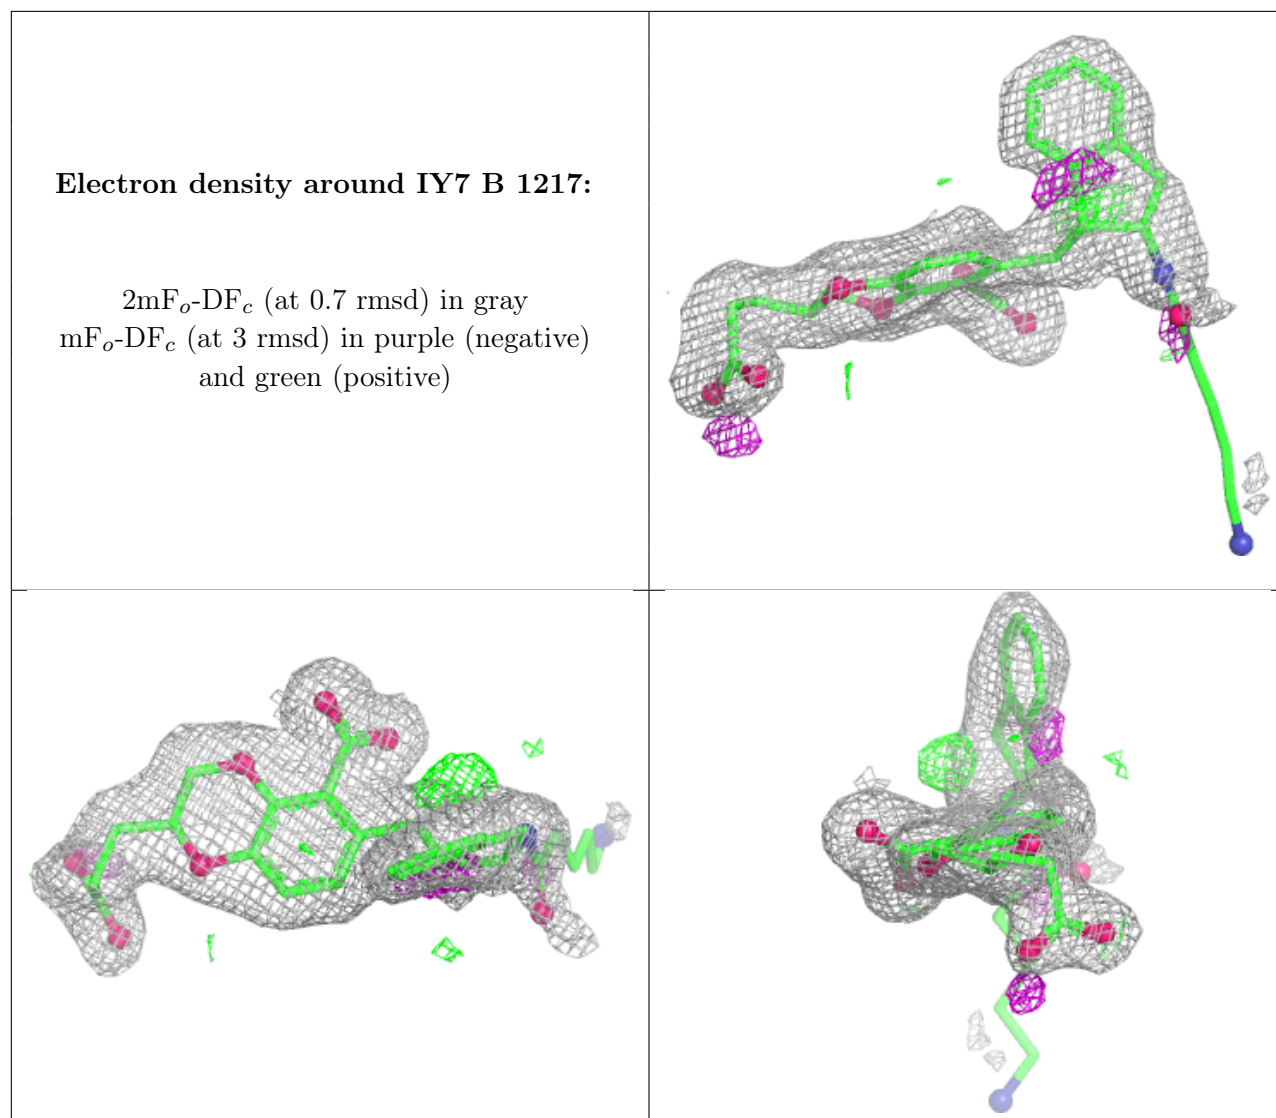 Electron density around IY7 B 1217:
2mFo-DFc (at 0.7 rmsd) in gray
mFo-DFc (at 3 rmsd) in purple (negative)
and green (positive)